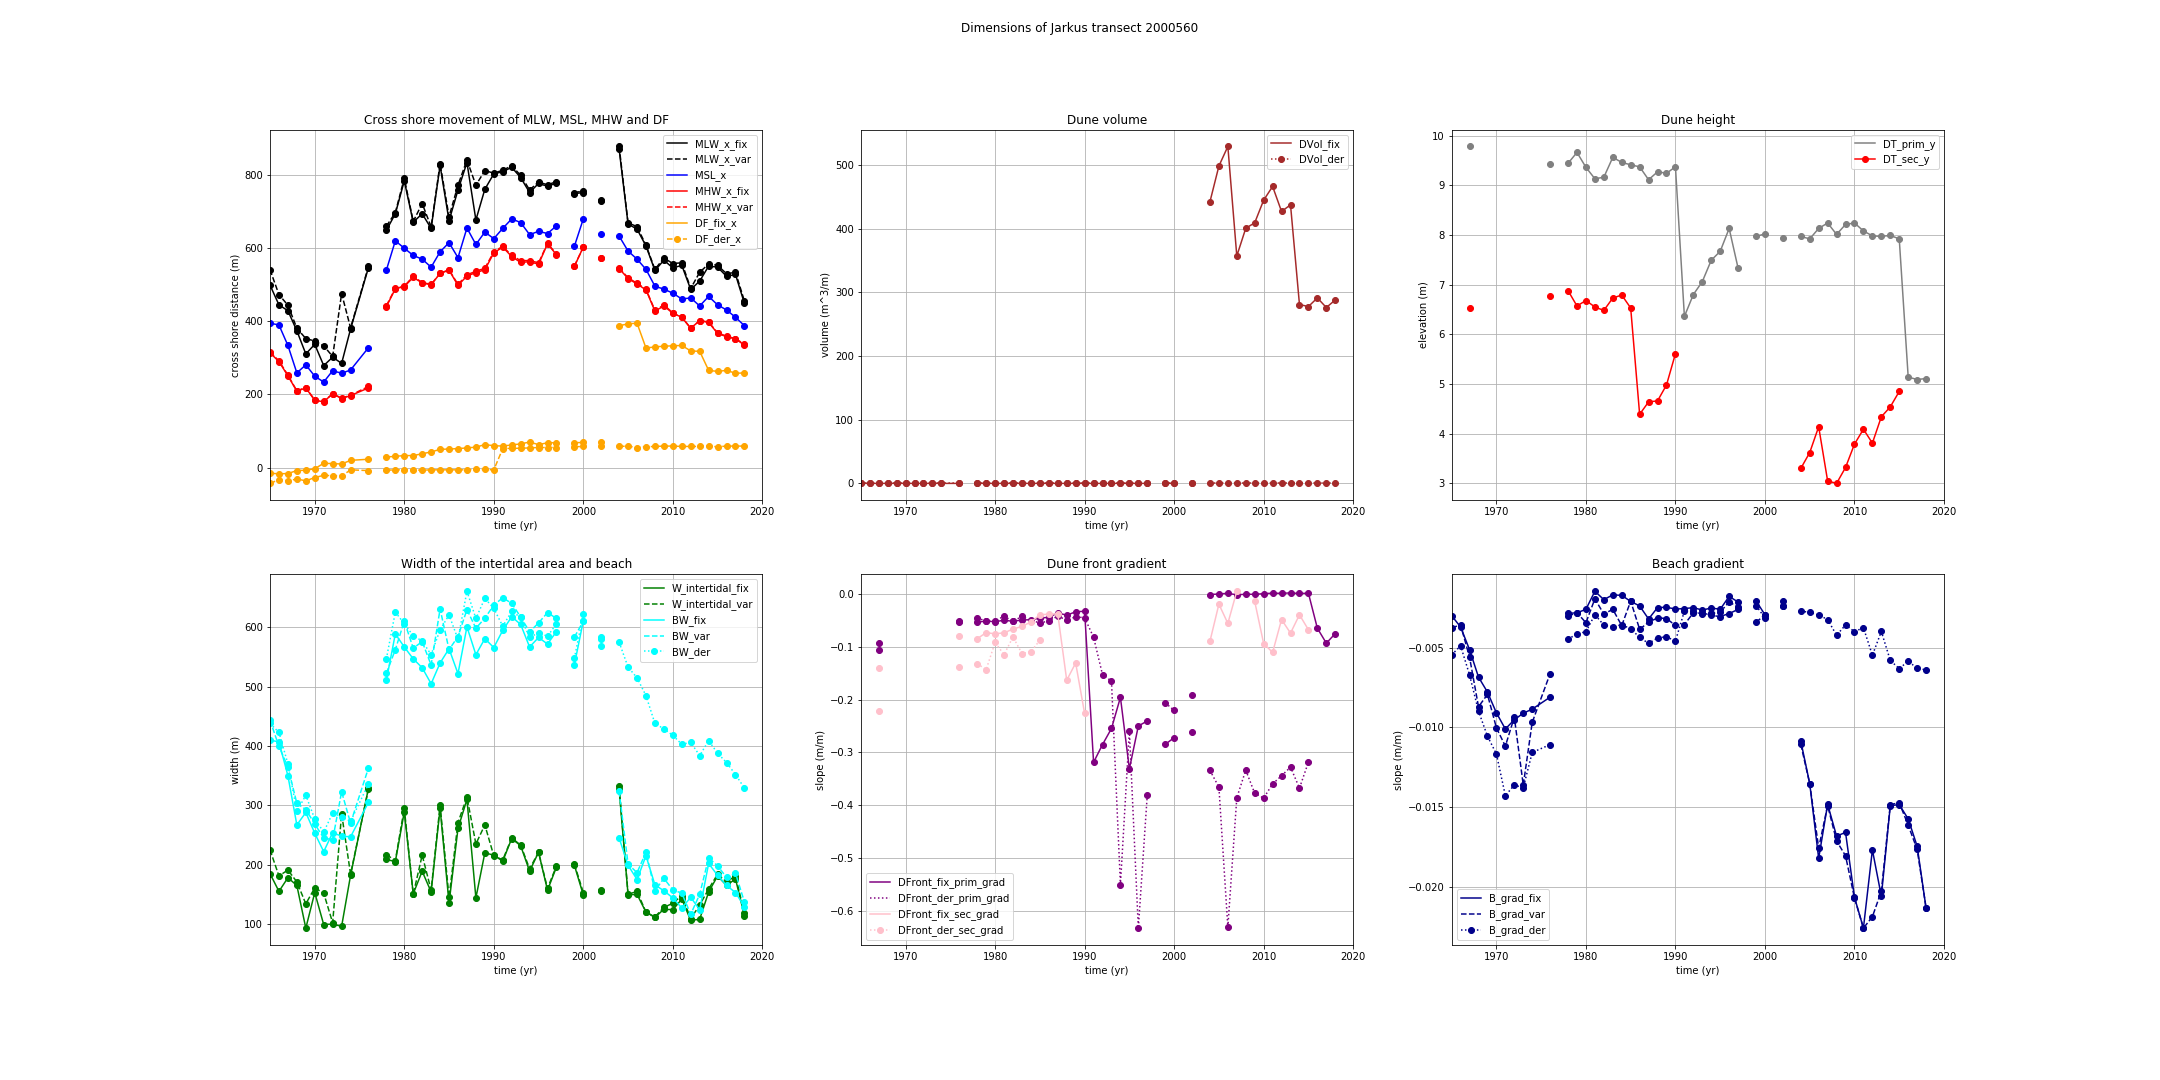 Dimensions of Jarkus transect 2000560
Cross shore movement of MLW, MSL, MHW and DF
cross shore distance (m)
800
600
400
200
0
MLW_x_fix
MLW_x_var
MSL_x
MHW_x_fix
MHW_x_var
DF_fix_x
DF_der_x
1970 1980 1990 2000 2010 2020
time (yr)
Dune volume
volume (m^3/m)
500
400
300
200
100
0
DVol_fix
DVol_der
1970 1980 1990 2000 2010 2020
time (yr)
Dune height
elevation (m)
10
9
8
7
6
5
4
3
DT_prim_y
DT_sec_y
1970 1980 1990 2000 2010 2020
time (yr)
Width of the intertidal area and beach
width (m)
600
500
400
300
200
100
W_intertidal_fix
W_intertidal_var
BW_fix
BW_var
BW_der
1970 1980 1990 2000 2010 2020
time (yr)
Dune front gradient
slope (m/m)
0.0
−0.1
−0.2
−0.3
−0.4
−0.5
−0.6
DFront_fix_prim_grad
DFront_der_prim_grad
DFront_fix_sec_grad
DFront_der_sec_grad
1970 1980 1990 2000 2010 2020
time (yr)
Beach gradient
slope (m/m)
−0.005
−0.010
−0.015
−0.020
B_grad_fix
B_grad_var
B_grad_der
1970 1980 1990 2000 2010 2020
time (yr)